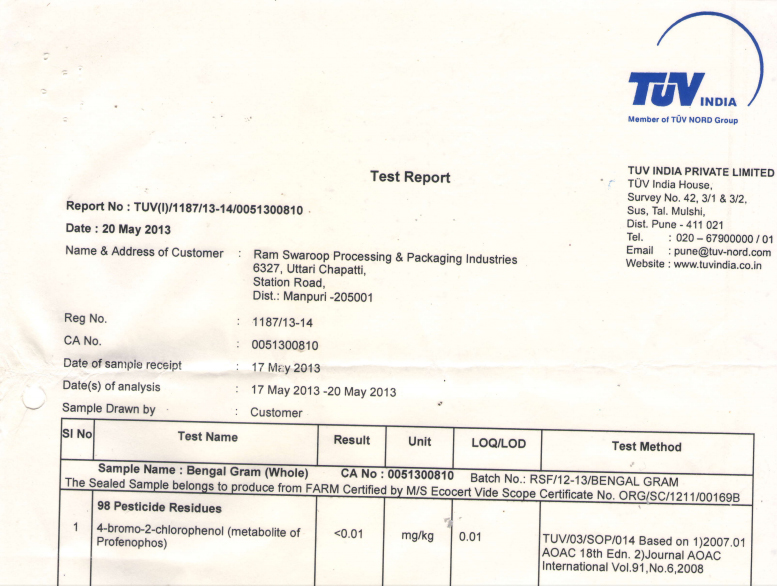 TÜV INDIA
Member of TÜV NORD Group
Test Report
TUV INDIA PRIVATE LIMITED
TÜV India House,
Survey No. 42, 3/1 & 3/2,
Sus, Tal. Mulshi,
Dist. Pune - 411 021
Tel. : 020 – 67900000 / 01
Email : pune@tuv-nord.com
Website : www.tuvindia.co.in
Report No : TUV(I)/1187/13-14/0051300810
Date : 20 May 2013
Name & Address of Customer : Ram Swaroop Processing & Packaging Industries
6327, Uttari Chapatti,
Station Road,
Dist.: Manpuri -205001
Reg No. : 1187/13-14
CA No. : 0051300810
Date of sample receipt : 17 May 2013
Date(s) of analysis : 17 May 2013 -20 May 2013
Sample Drawn by : Customer
SI No Test Name Result Unit LOQ/LOD Test Method
Sample Name : Bengal Gram (Whole) CA No : 0051300810 Batch No.: RSF/12-13/BENGAL GRAM
The Sealed Sample belongs to produce from FARM Certified by M/S Ecocert Vide Scope Certificate No. ORG/SC/1211/00169B
98 Pesticide Residues
1 4-bromo-2-chlorophenol (metabolite of <0.01 mg/kg 0.01 TUV/03/SOP/014 Based on 1)2007.01
Profenophos) AOAC 18th Edn. 2)Journal AOAC
International Vol.91,No.6,2008